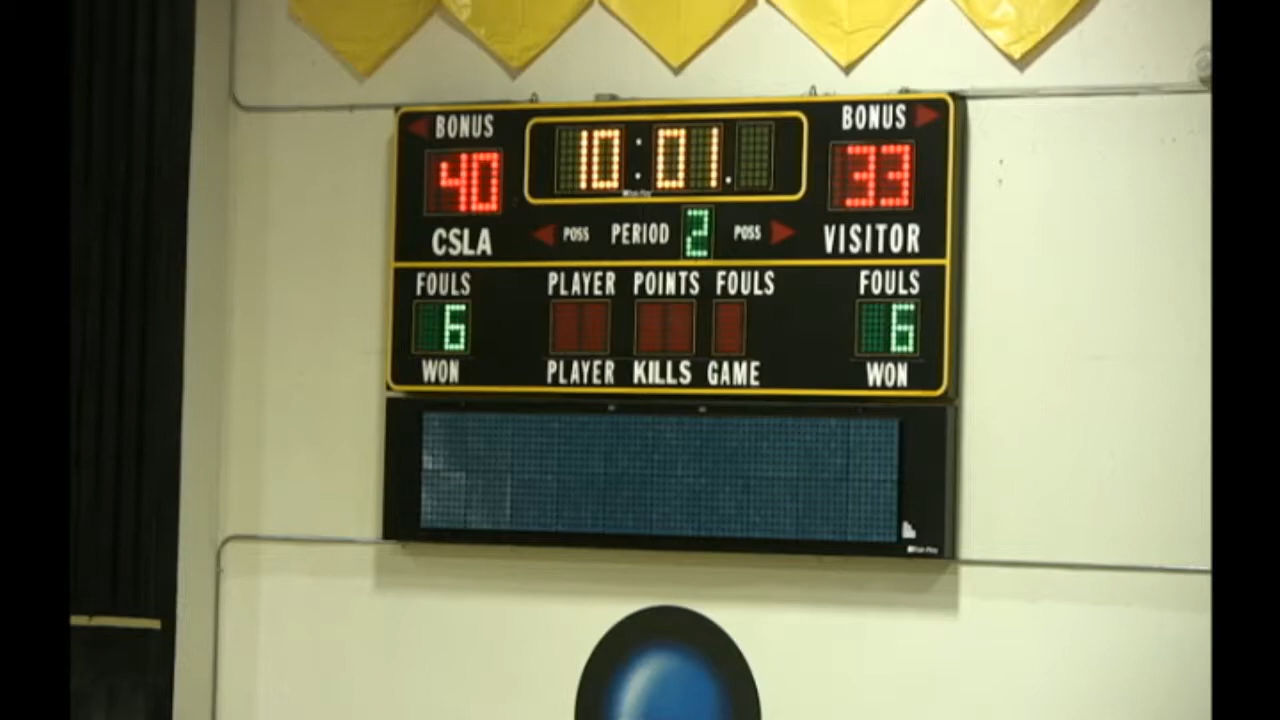 BONUS 10:01. BONUS
40 33
CSLA POSS PERIOD 2 POSS VISITOR
FOULS PLAYER POINTS FOULS FOULS
6 6
WON PLAYER KILLS GAME WON